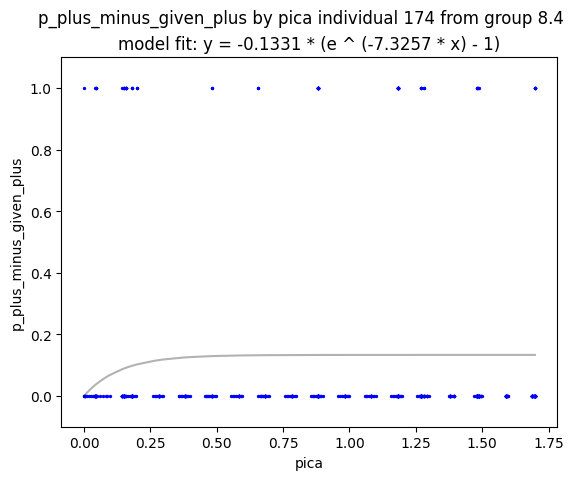 p_plus_minus_given_plus by pica individual 174 from group 8.4
model fit: y = -0.1331 * (e ^ (-7.3257 * x) - 1)
p_plus_minus_given_plus
1.0
0.8
0.6
0.4
0.2
0.0
0.00 0.25 0.50 0.75 1.00 1.25 1.50 1.75
pica